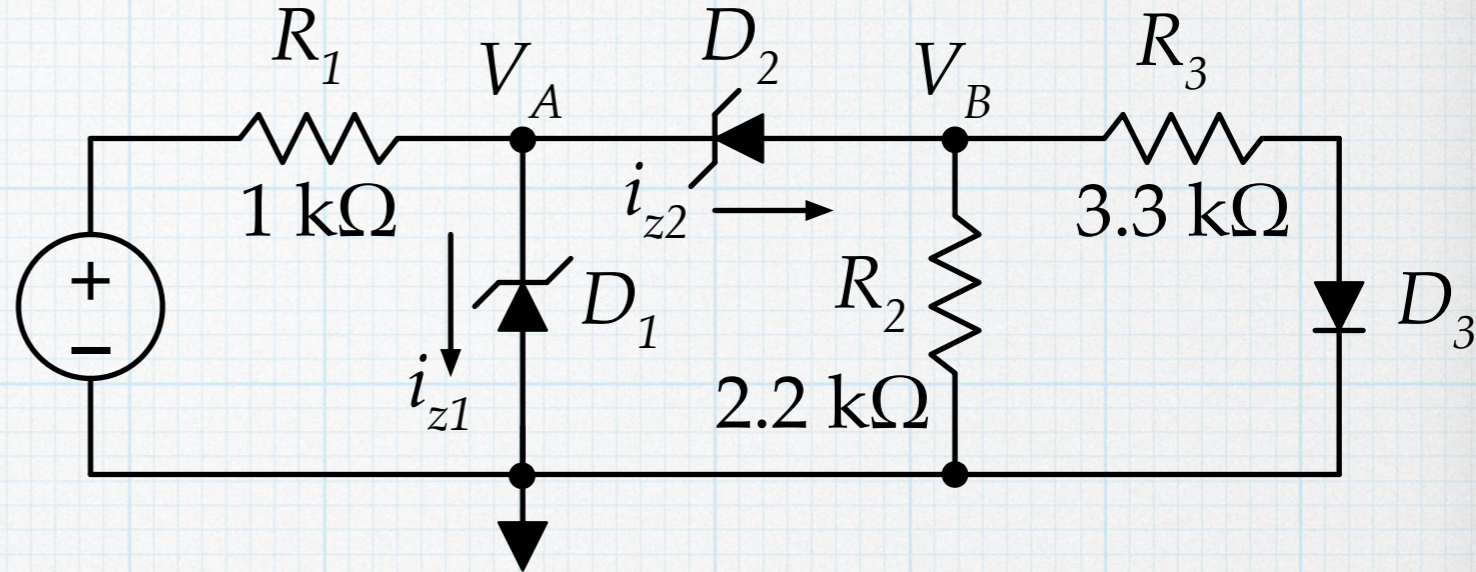 R1
VA
D2
VB
R3
1 kΩ
iz2
3.3 kΩ
+
−
D1
R2
D3
iz1
2.2 kΩ